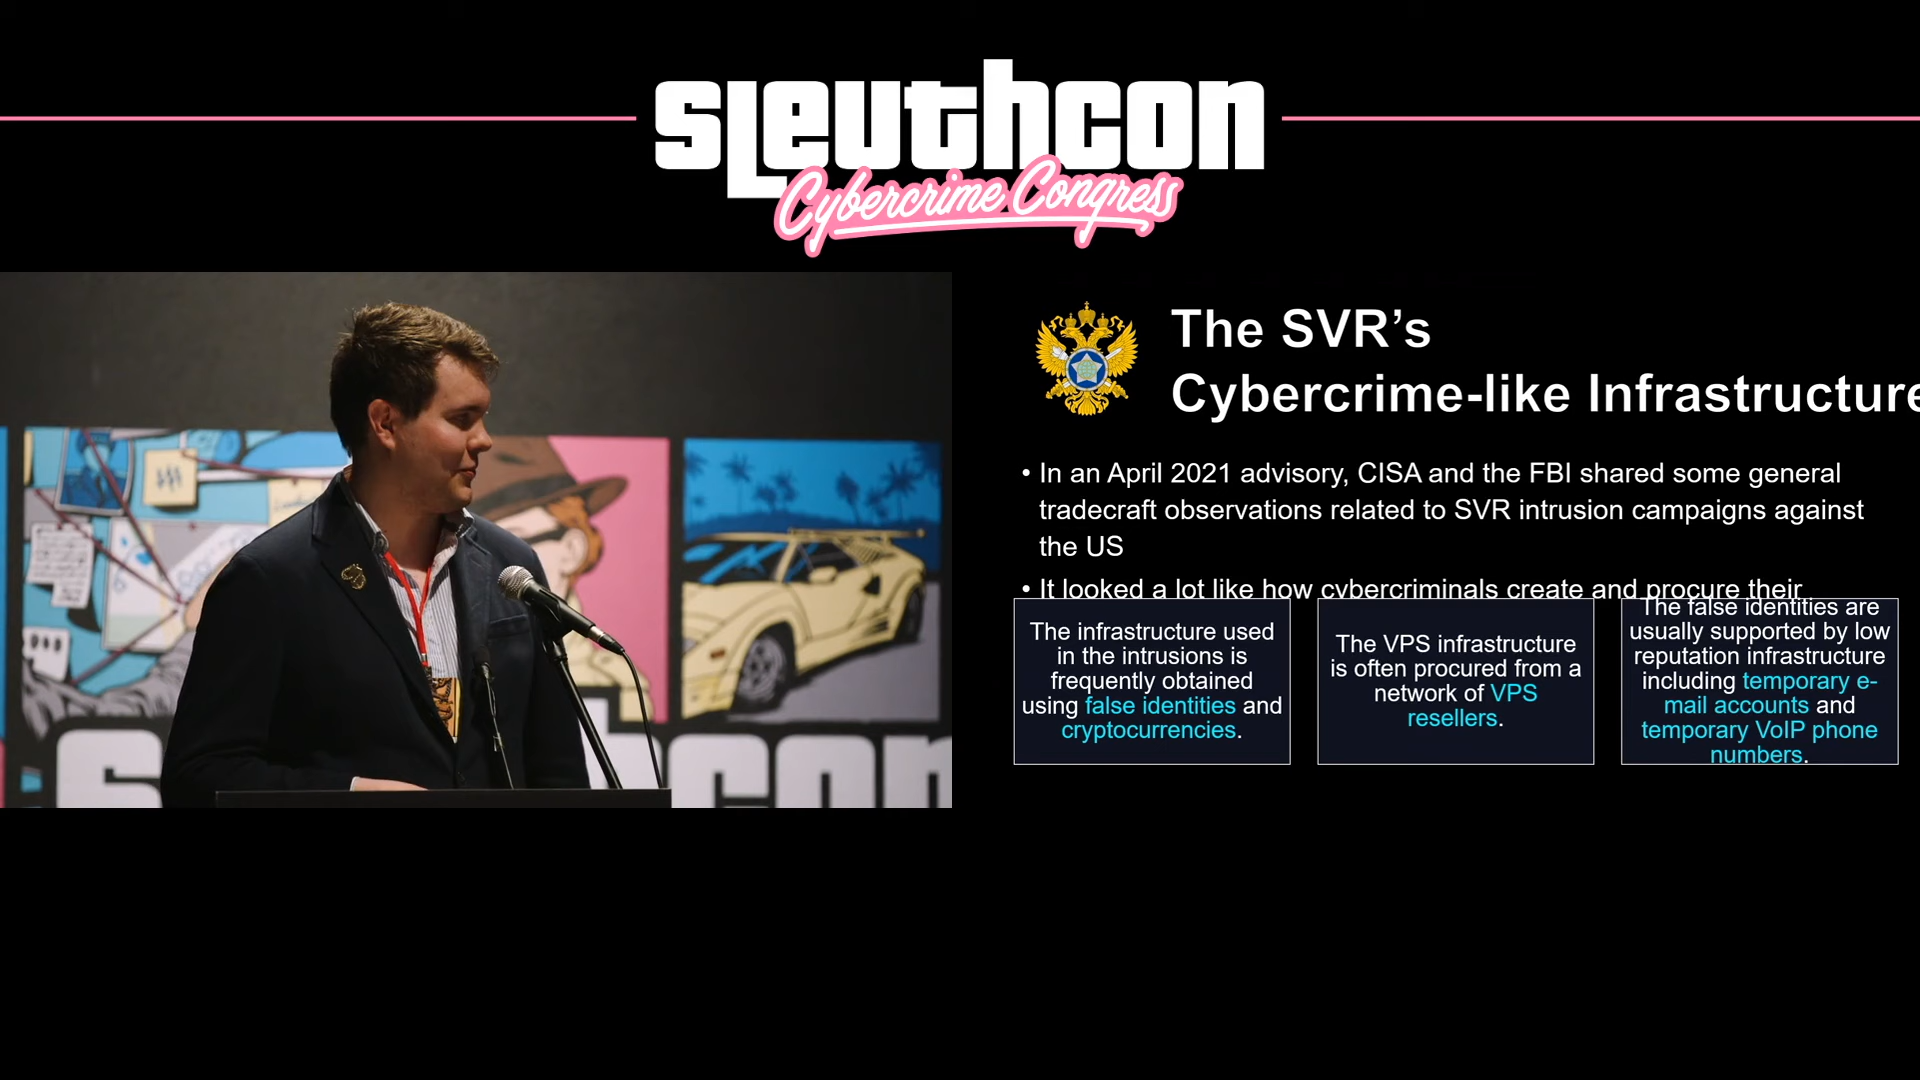 sleuthcon
Cybercrime Congress
The SVR’s
Cybercrime-like Infrastructure
• In an April 2021 advisory, CISA and the FBI shared some general
tradecraft observations related to SVR intrusion campaigns against
the US
• It looked a lot like how cybercriminals create and procure their
The infrastructure used
in the intrusions is
frequently obtained
using false identities and
cryptocurrencies.
The VPS infrastructure
is often procured from a
network of VPS
resellers.
The false identities are
usually supported by low
reputation infrastructure
including temporary e-
mail accounts and
temporary VoIP phone
numbers.